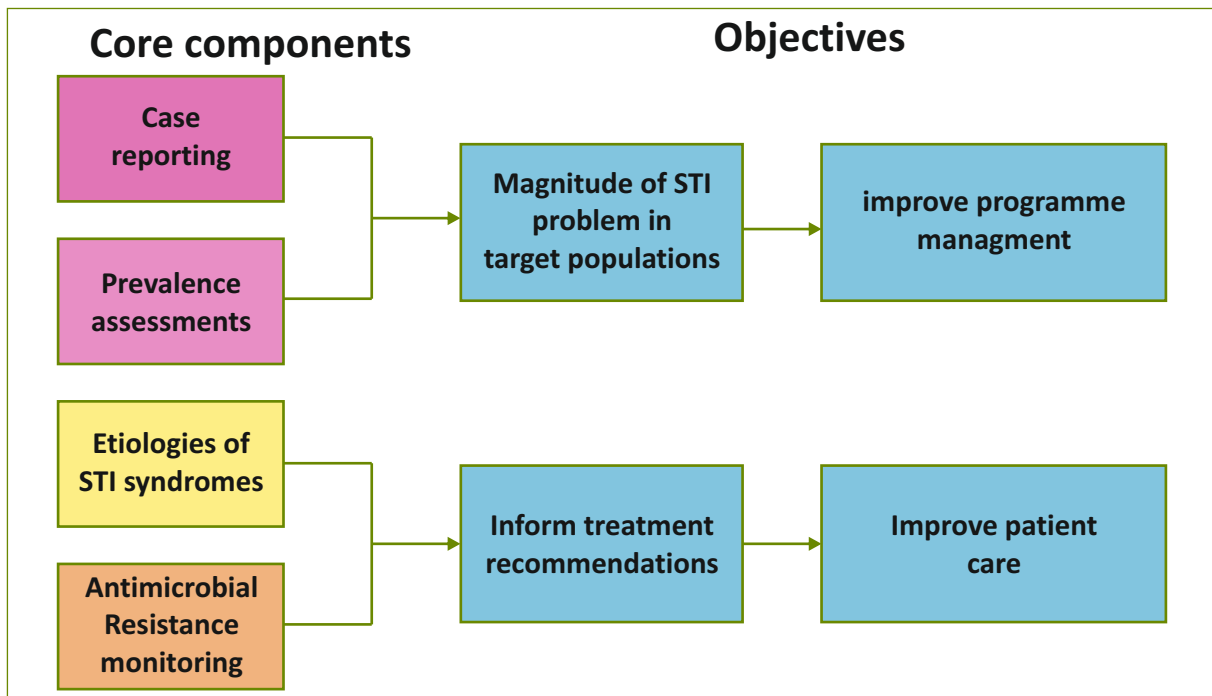 Core components
Objectives
Case
reporting
Prevalence
assessments
Magnitude of STI
problem in
target populations
improve programme
managment
Etiologies of
STI syndromes
Antimicrobial
Resistance
monitoring
Inform treatment
recommendations
Improve patient
care